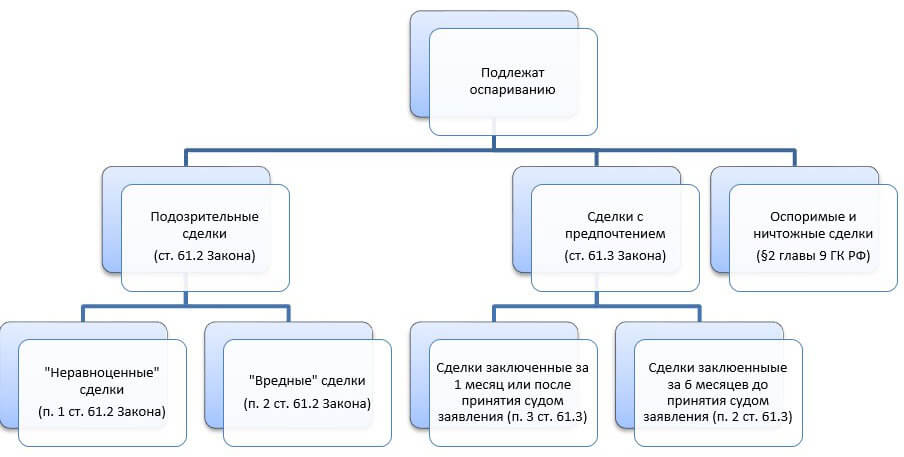 Подлежат
оспариванию
Подозрительные
сделки
(ст. 61.2 Закона)
Сделки с
предпочтением
(ст. 61.3 Закона)
Оспоримые и
ничтожные сделки
(§2 главы 9 ГК РФ)
"Неравноценные"
сделки
(п. 1 ст. 61.2 Закона)
"Вредные" сделки
(п. 2 ст. 61.2 Закона)
Сделки заключенные за
1 месяц или после
принятия судом
заявления (п. 3 ст. 61.3)
Сделки заклюенныые
за 6 месяцев до
принятия судом
заявления (п. 2 ст. 61.3)